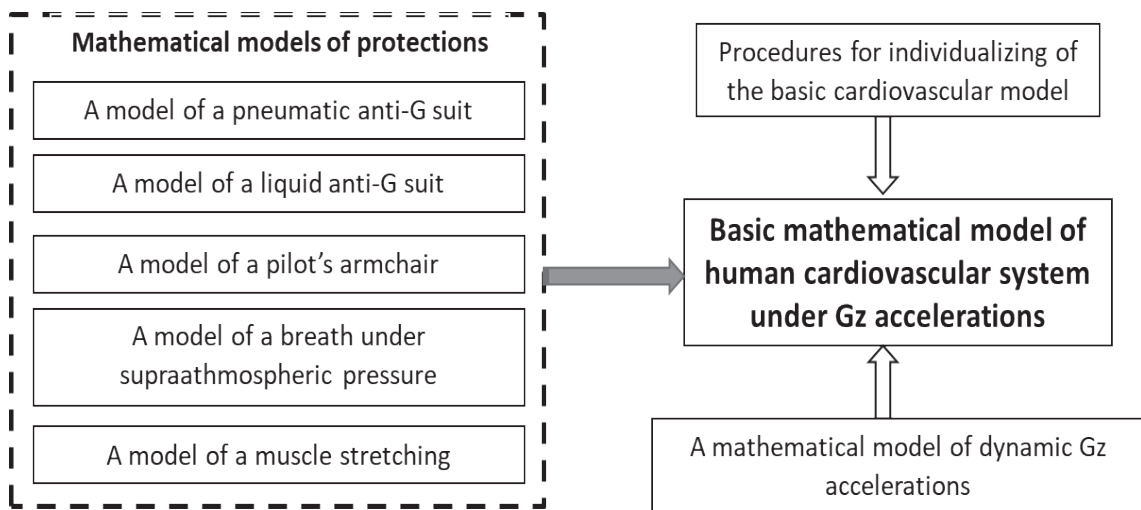 Mathematical models of protections
A model of a pneumatic anti-G suit
A model of a liquid anti-G suit
A model of a pilot’s armchair
A model of a breath under
supraathmospheric pressure
A model of a muscle stretching
Procedures for individualizing of
the basic cardiovascular model
Basic mathematical model of
human cardiovascular system
under Gz accelerations
A mathematical model of dynamic Gz
accelerations